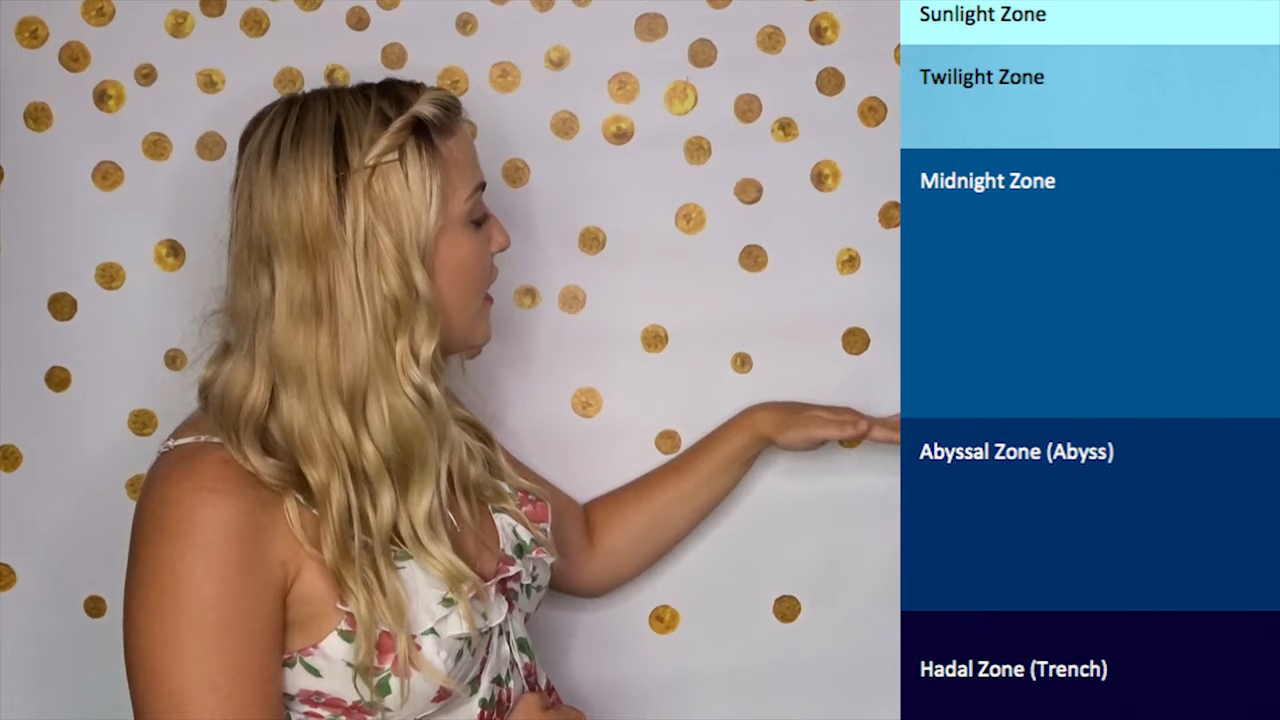 Sunlight Zone
Twilight Zone
Midnight Zone
Abyssal Zone (Abyss)
Hadal Zone (Trench)